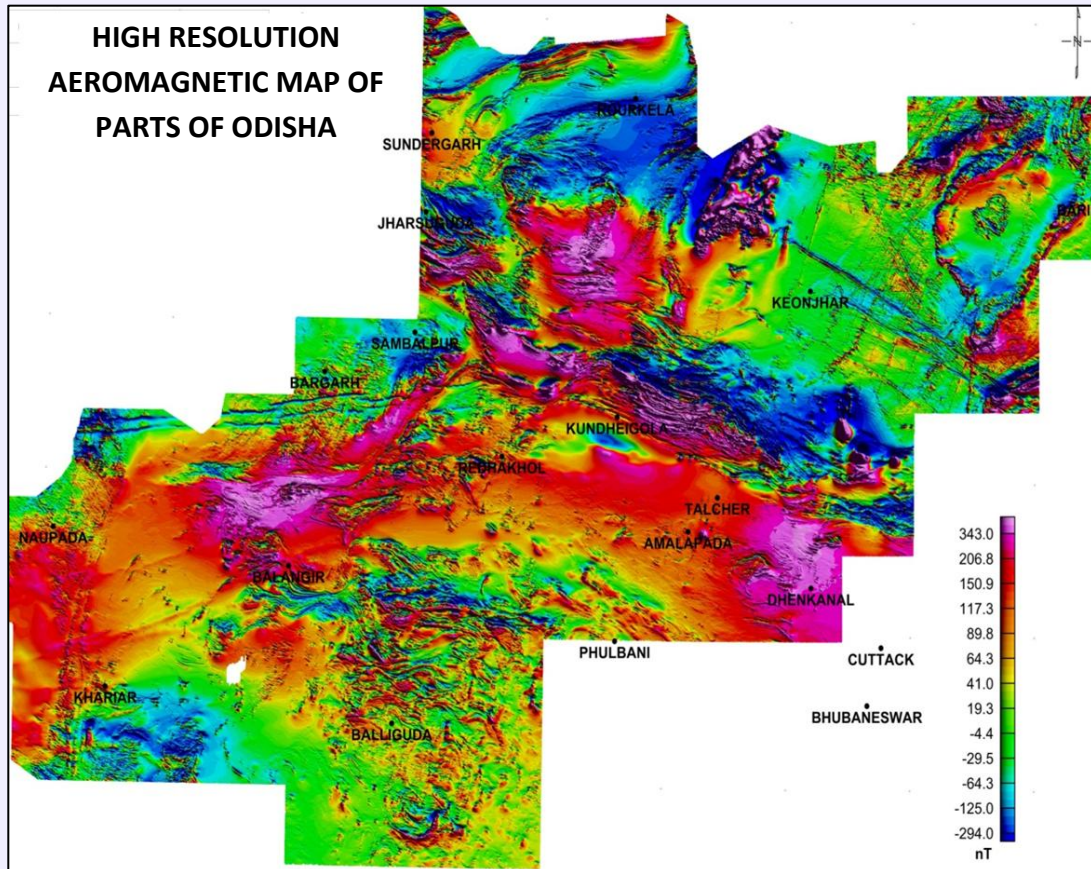 HIGH RESOLUTION
AEROMAGNETIC MAP OF
PARTS OF ODISHA
N
ROURKELA
SUNDERGARH
JHARSUGUDA
BARI
KEONJHAR
SAMBALPUR
BARGARH
KUNDHEIGOLA
REDHAKHOL
TALCHER
NAUPADA
AMALAPADA
BALANGIR
DHENKANAL
PHULBANI
CUTTACK
KHARIAR
BHUBANESWAR
BALLIGUDA
343.0
206.8
150.9
117.3
89.8
64.3
41.0
19.3
-4.4
-29.5
-64.3
-125.0
-294.0
nT